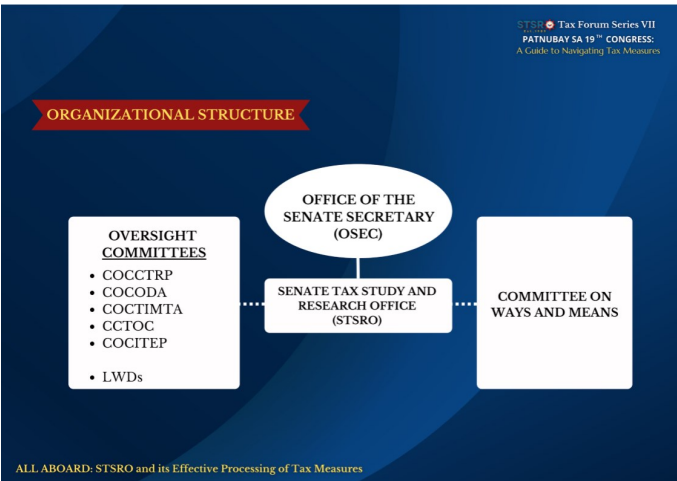 STSRO Tax Forum Series VII
PATNUBAY SA 19TH CONGRESS:
A Guide to Navigating Tax Measures
ORGANIZATIONAL STRUCTURE
OFFICE OF THE
SENATE SECRETARY
(OSEC)
OVERSIGHT
COMMITTEES
• COCCTRP
• COCODA
• COCTIMTA
• CCTOC
• COCITEP
• LWDs
SENATE TAX STUDY AND
RESEARCH OFFICE
(STSRO)
COMMITTEE ON
WAYS AND MEANS
ALL ABOARD: STSRO and its Effective Processing of Tax Measures